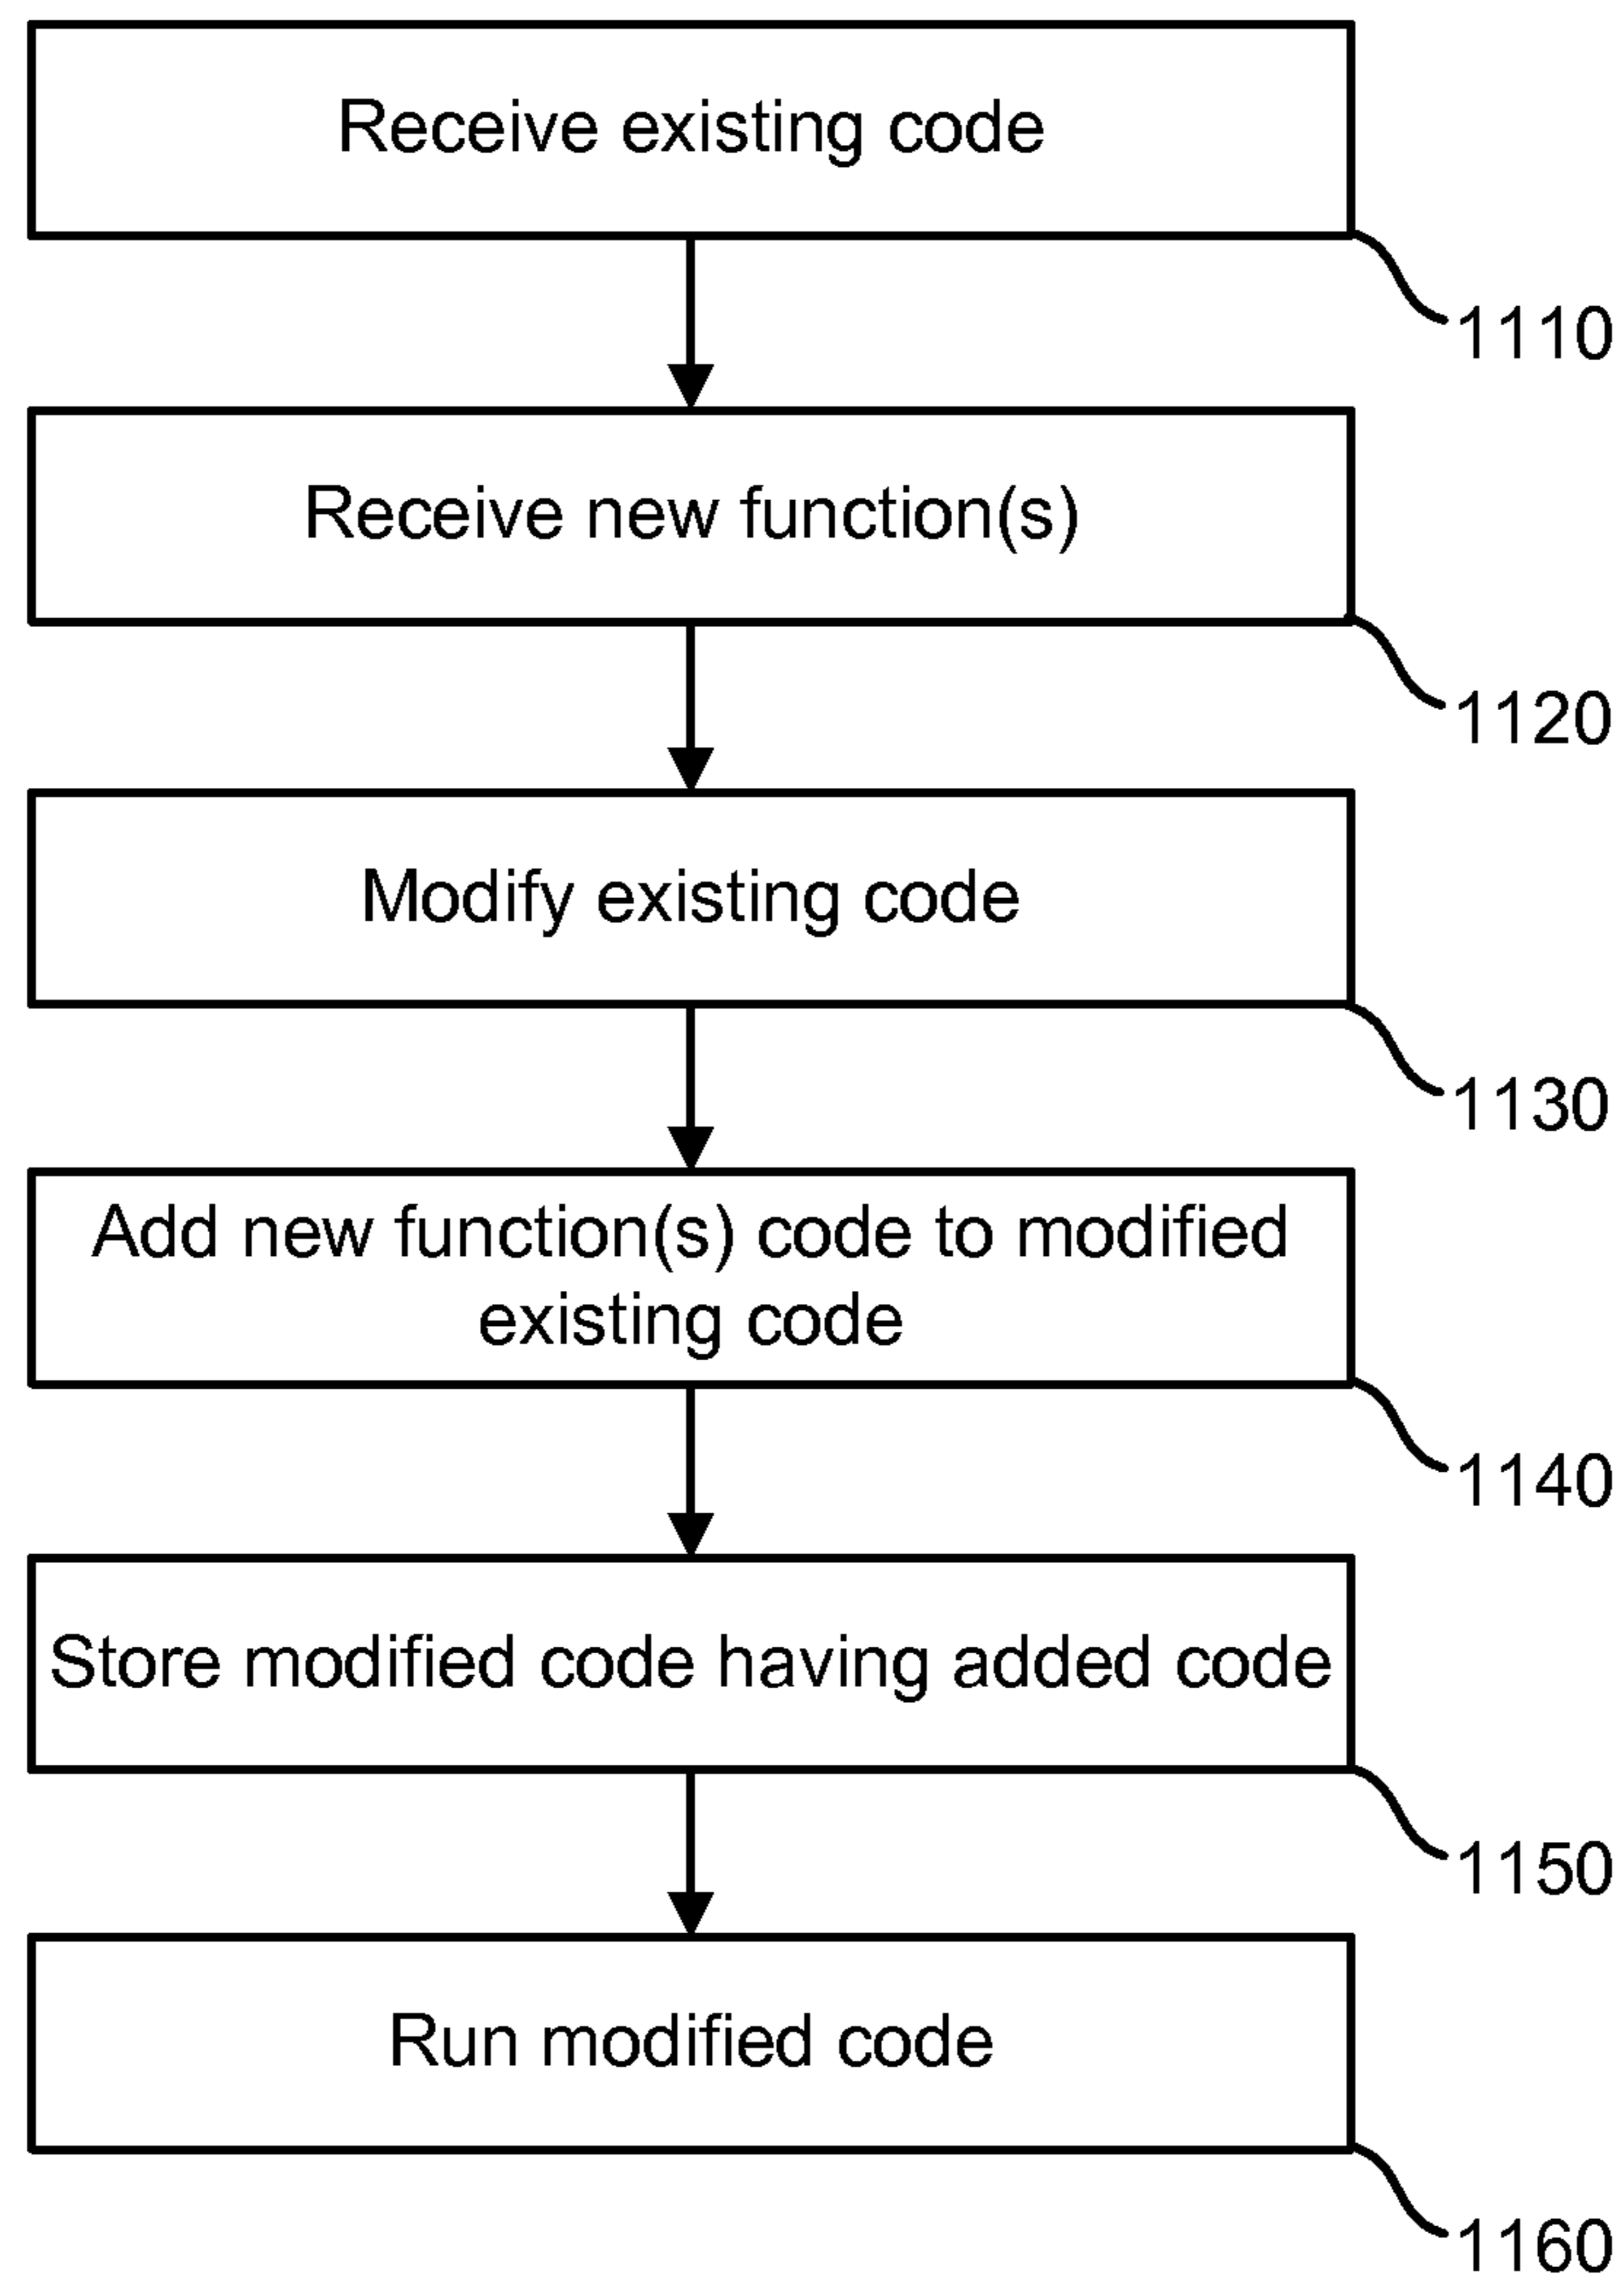 Receive existing code
1110
Receive new function(s)
1120
Modify existing code
1130
Add new function(s) code to modified
existing code
1140
Store modified code having added code
1150
Run modified code
1160